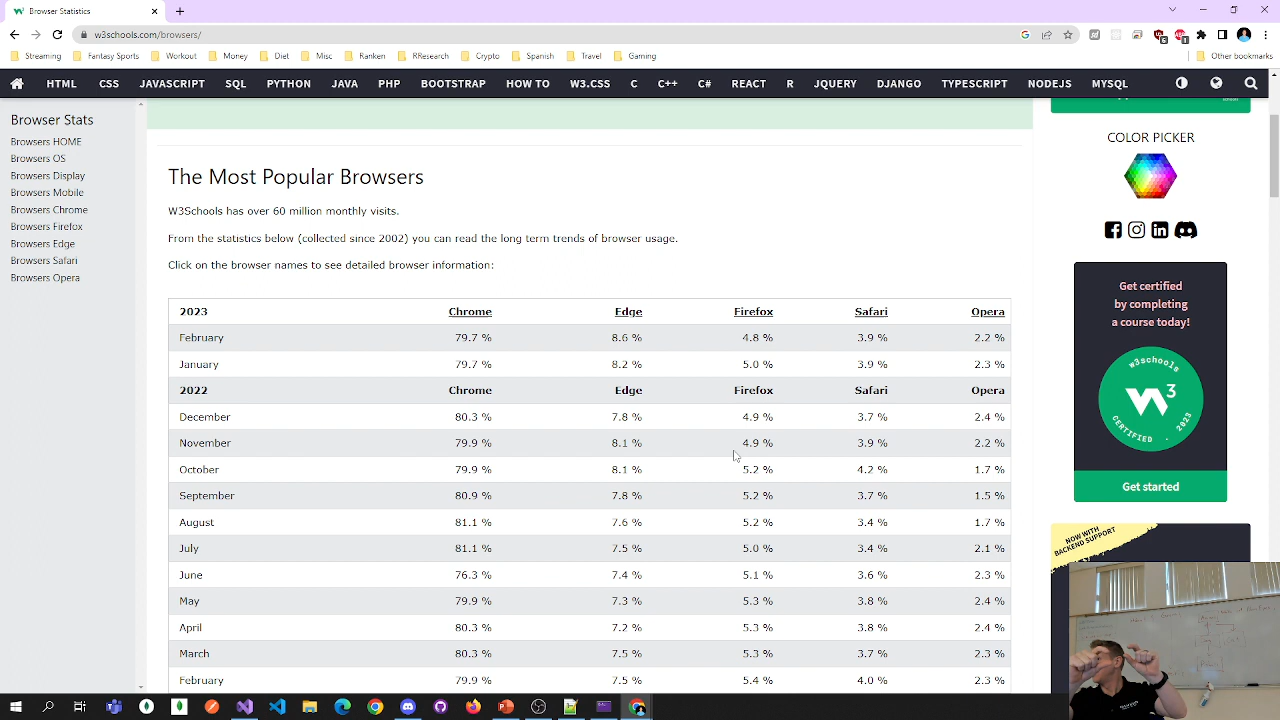 Browser Statistics
w3schools.com/browsers/
Streaming Fantasy Sports Workout Money Diet Misc Ranken RResearch Crypto Spanish Travel Gaming Other bookmarks
HTML CSS JAVASCRIPT SQL PYTHON JAVA PHP BOOTSTRAP HOW TO W3.CSS C C++ C# REACT R JQUERY DJANGO TYPESCRIPT NODEJS MYSQL
Browser Stats
Browsers HOME
Browsers OS
Browsers Display
Browsers Mobile
Browsers Chrome
Browsers Firefox
Browsers Edge
Browsers Safari
Browsers Opera
The Most Popular Browsers
W3Schools has over 60 million monthly visits.
From the statistics below (collected since 2002) you can read the long term trends of browser usage.
Click on the browser names to see detailed browser information:
2023 Chrome Edge Firefox Safari Opera
February 79.7 % 8.6 % 4.8 % 3.9 % 2.2 %
January 79.7 % 8.2 % 5.0 % 3.9 % 2.3 %
2022 Chrome Edge Firefox Safari Opera
December 80.3 % 7.8 % 4.9 % 3.7 % 2.4 %
November 79.9 % 8.1 % 4.9 % 3.9 % 2.2 %
October 79.9 % 8.1 % 5.2 % 4.2 % 1.7 %
September % 7.8 % 5.2 % 3.7 % 1.5 %
August 81.1 % 7.6 % 5.2 % 3.4 % 1.7 %
July 81.1 % 7.5 % 5.0 % 3.4 % 2.1 %
June 76.3 % 7.4 % 5.1 % 3.6 % 2.3 %
May 79.9 % 7.3 % 5.3 % 3.8 % 2.4 %
April 80.3 % 7.2 % 5.3 % 3.8 % 2.4 %
March 80.3 % 7.5 % 5.3 % 3.7 % 2.3 %
February 79.9 % 7.5 % 5.4 % 4.0 % 2.3 %
COLOR PICKER
Get certified
by completing
a course today!
w3schools
3
CERTIFIED . 2023
Get started
NOW WITH
BACKEND SUPPORT